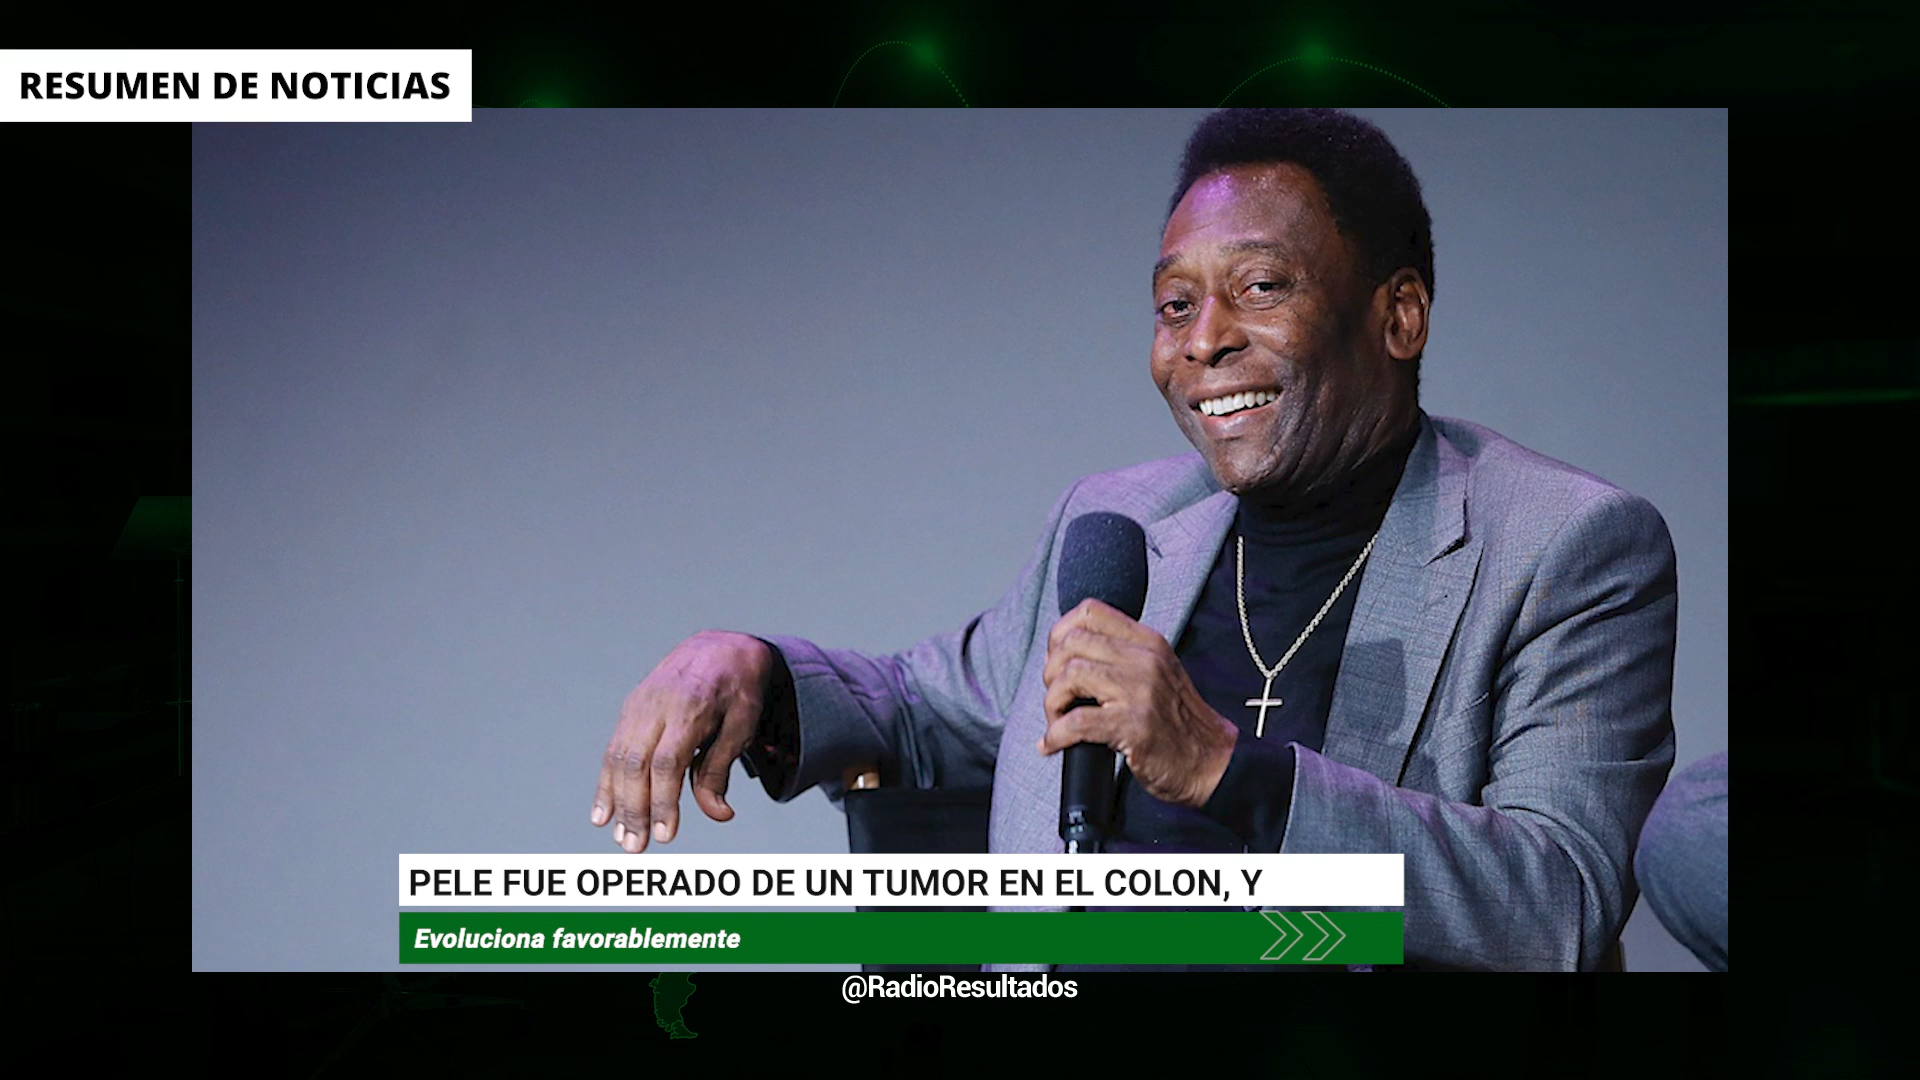 RESUMEN DE NOTICIAS
PELE FUE OPERADO DE UN TUMOR EN EL COLON, Y
Evoluciona favorablemente
@RadioResultados